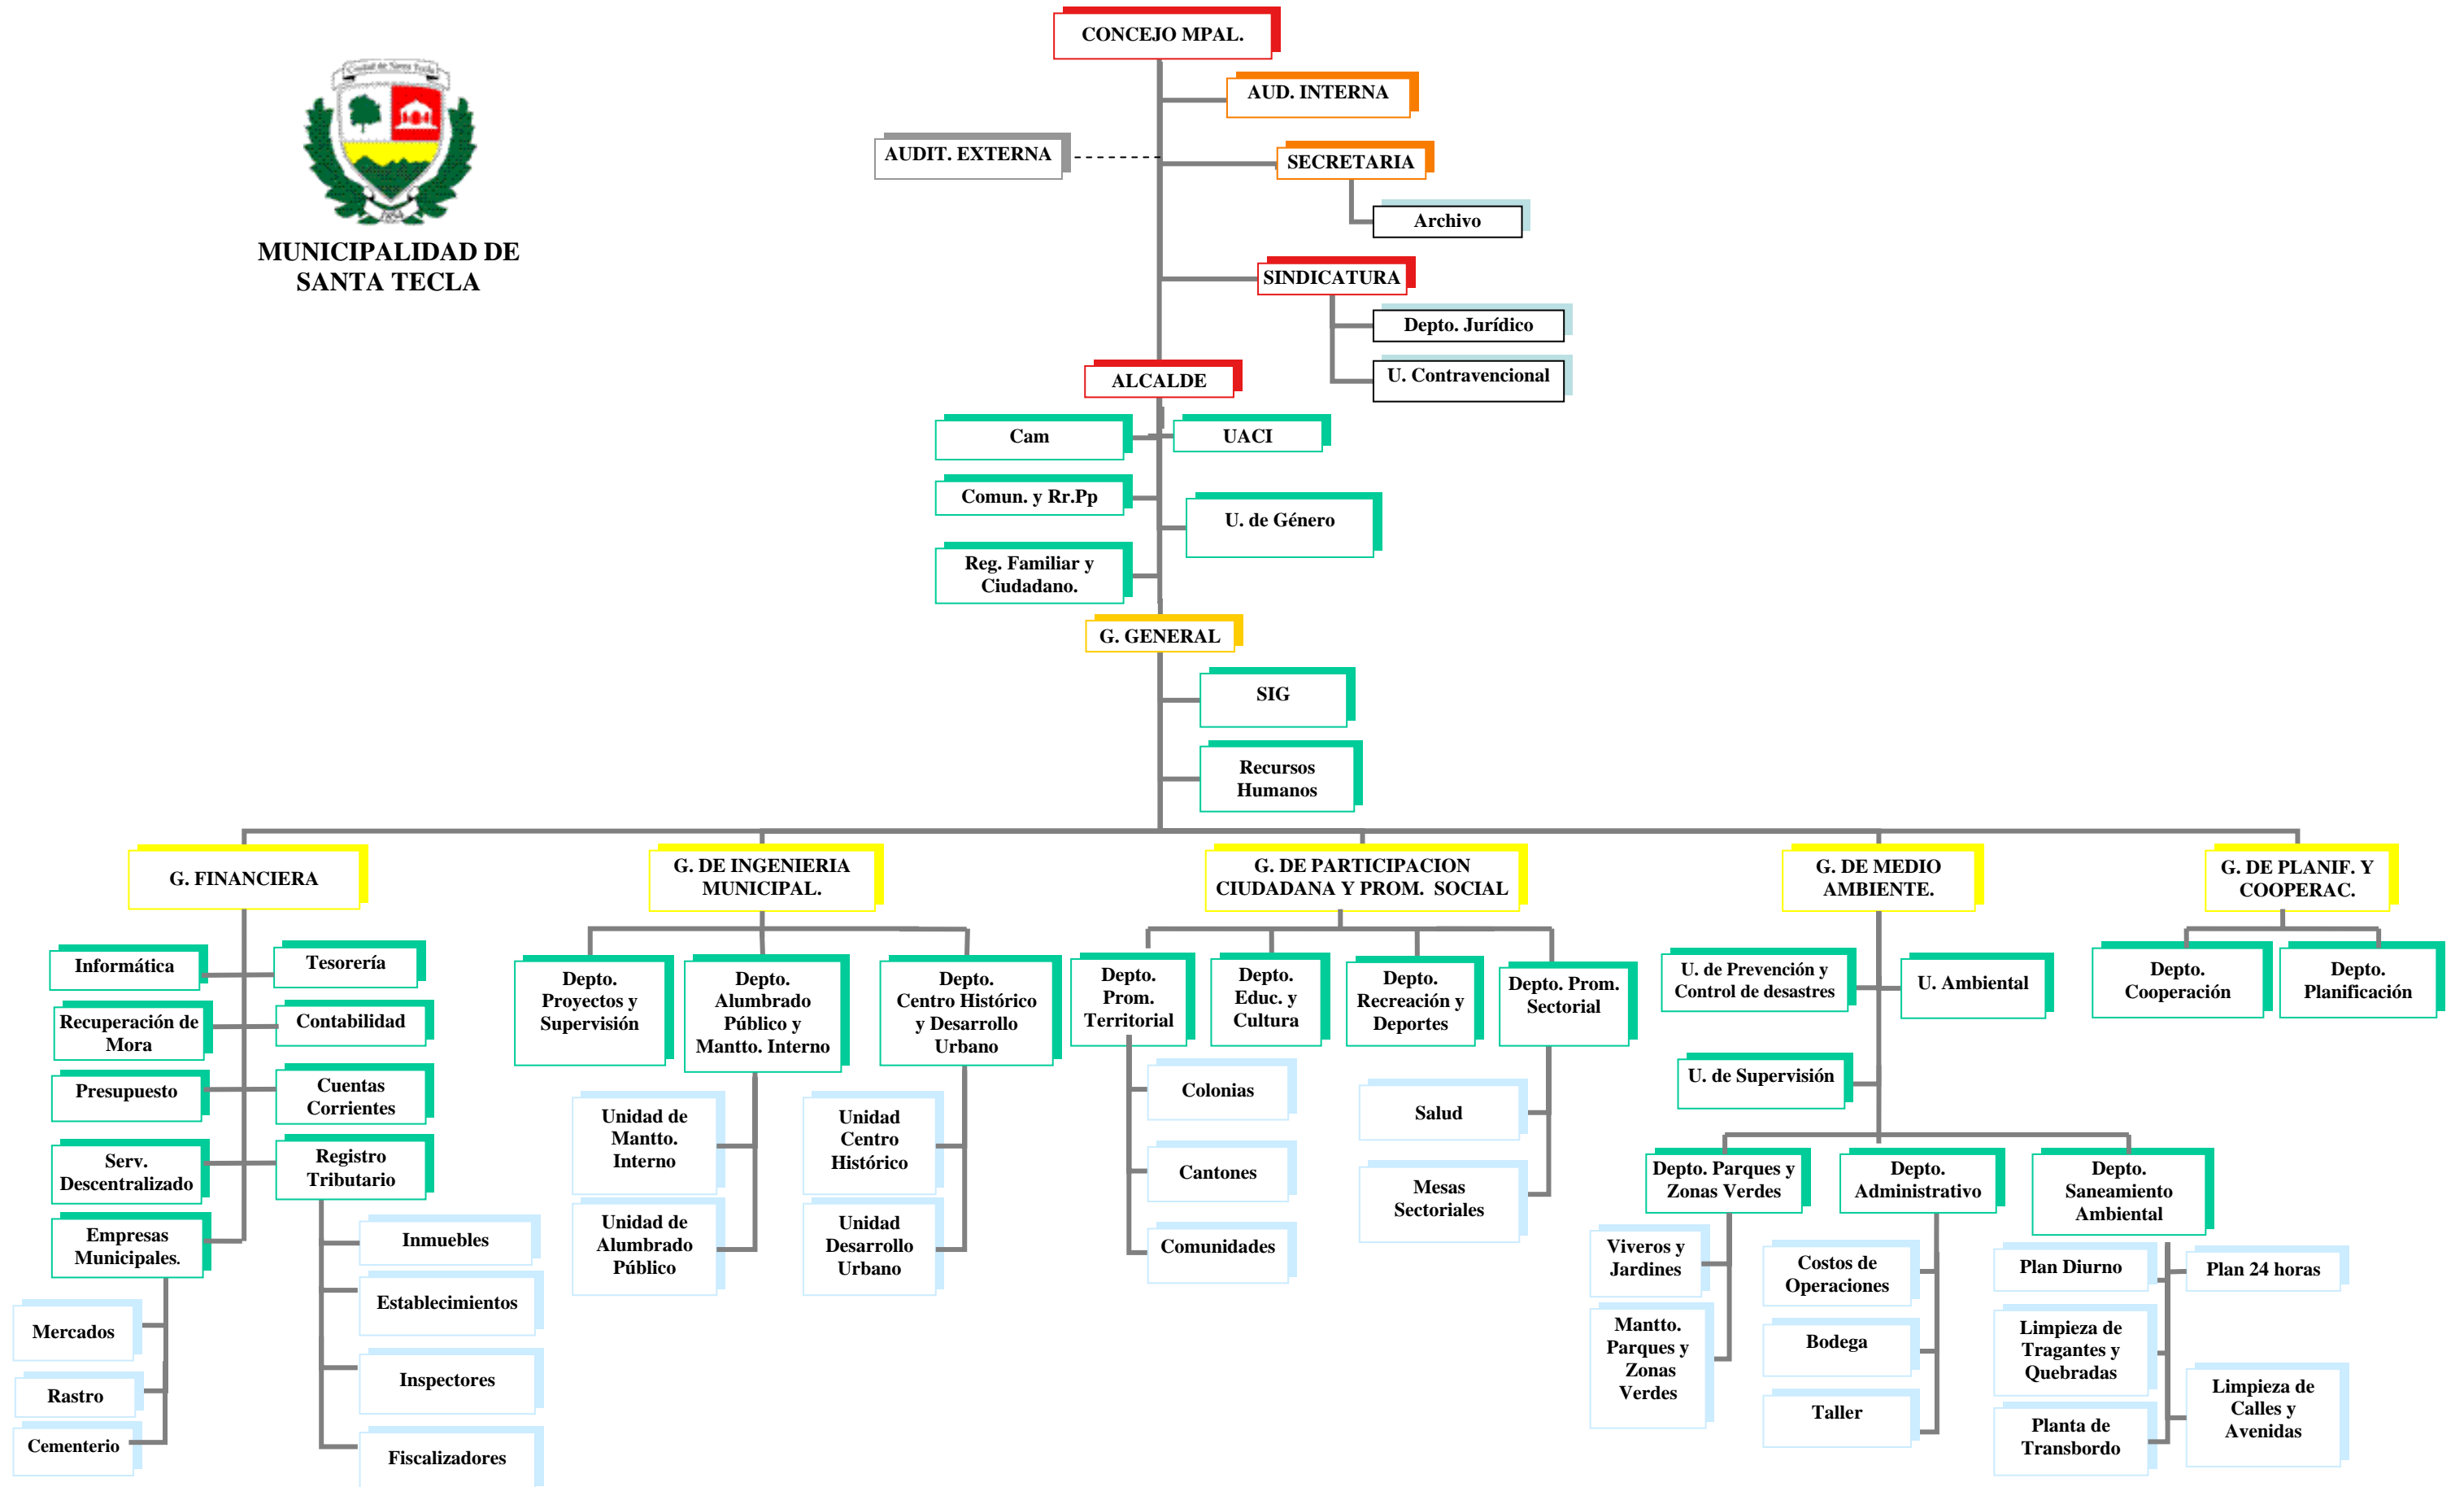 CONCEJO MPAL.
AUD. INTERNA
AUDIT. EXTERNA
SECRETARIA
Archivo
Ciudad de Santa Tecla
1854
MUNICIPALIDAD DE
SANTA TECLA
SINDICATURA
Depto. Jurídico
U. Contravencional
ALCALDE
Cam
UACI
Comun. y Rr.Pp
U. de Género
Reg. Familiar y
Ciudadano.
G. GENERAL
SIG
Recursos
Humanos
G. FINANCIERA
Informática
Tesorería
Recuperación de
Mora
Contabilidad
Presupuesto
Cuentas
Corrientes
Serv.
Descentralizado
Registro
Tributario
Empresas
Municipales.
Inmuebles
Establecimientos
Inspectores
Fiscalizadores
Mercados
Rastro
Cementerio
G. DE INGENIERIA
MUNICIPAL.
Depto.
Proyectos y
Supervisión
Depto.
Alumbrado
Público y
Mantto. Interno
Depto.
Centro Histórico
y Desarrollo
Urbano
Unidad de
Mantto.
Interno
Unidad de
Alumbrado
Público
Unidad
Centro
Histórico
Unidad
Desarrollo
Urbano
G. DE PARTICIPACION
CIUDADANA Y PROM. SOCIAL
Depto.
Prom.
Territorial
Depto.
Educ. y
Cultura
Depto.
Recreación y
Deportes
Depto. Prom.
Sectorial
Colonias
Cantones
Comunidades
Salud
Mesas
Sectoriales
G. DE MEDIO
AMBIENTE.
U. de Prevención y
Control de desastres
U. Ambiental
U. de Supervisión
Depto. Parques y
Zonas Verdes
Depto.
Administrativo
Depto.
Saneamiento
Ambiental
Viveros y
Jardines
Mantto.
Parques y
Zonas
Verdes
Costos de
Operaciones
Bodega
Taller
Plan Diurno
Plan 24 horas
Limpieza de
Tragantes y
Quebradas
Limpieza de
Calles y
Avenidas
Planta de
Transbordo
G. DE PLANIF. Y
COOPERAC.
Depto.
Cooperación
Depto.
Planificación